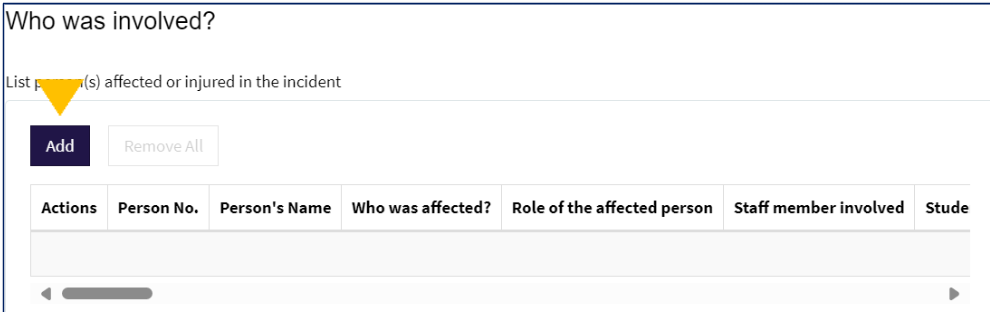 Who was involved?
List (s) affected or injured in the incident
Add Remove All
Actions Person No. Person's Name Who was affected? Role of the affected person Staff member involved Stude